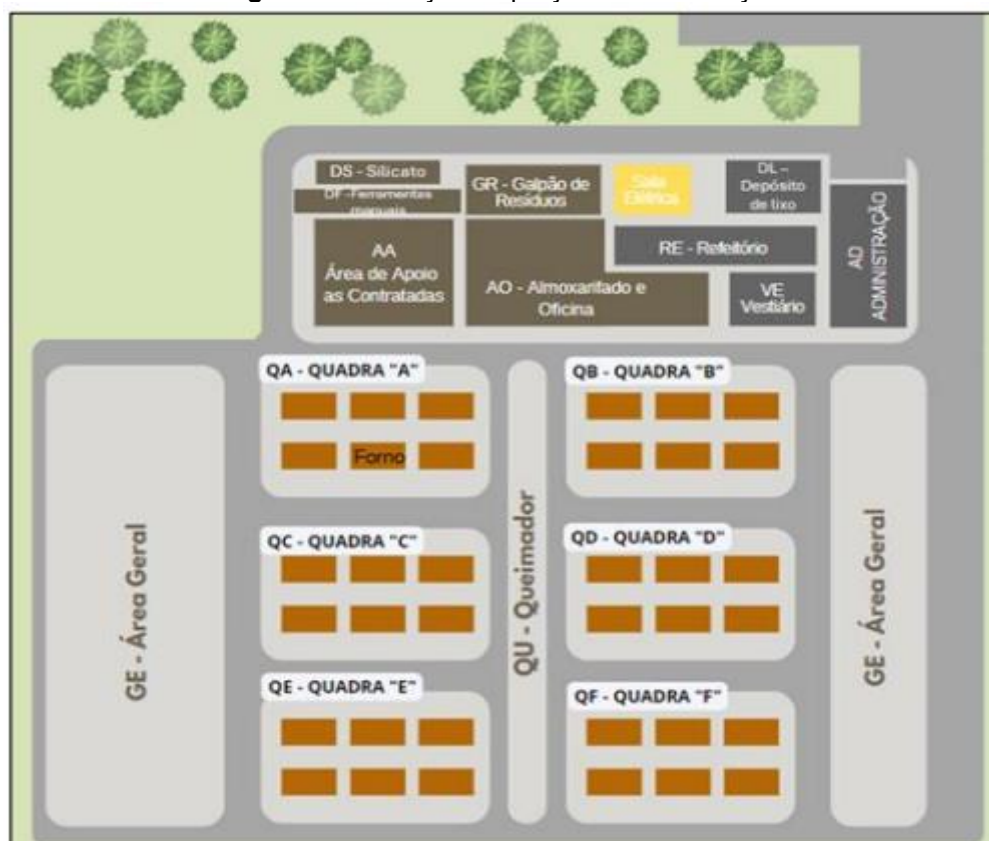 DS - Silicato
DF -Ferramentas
manuais
GR - Galpão de
Resíduos
Sala
Elétrica
DL –
Depósito
de lixo
AA
Área de Apoio
as Contratadas
AO - Almoxarifado e
Oficina
RE - Refeitório
VE
Vestiário
AD
ADMINISTRAÇÃO
QA - QUADRA "A"
Forno
QB - QUADRA "B"
QC - QUADRA "C"
QD - QUADRA "D"
QE - QUADRA "E"
QF - QUADRA "F"
GE - Área Geral
QU - Queimador
GE - Área Geral